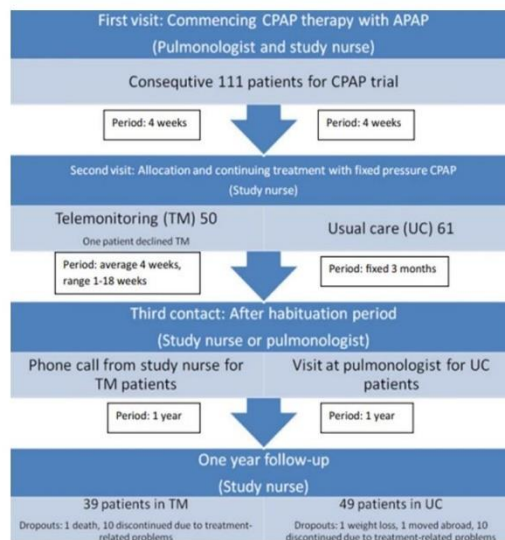 First visit: Commencing CPAP therapy with APAP
(Pulmonologist and study nurse)
Consequtive 111 patients for CPAP trial
Period: 4 weeks
Period: 4 weeks
Second visit: Allocation and continuing treatment with fixed pressure CPAP
(Study nurse)
Telemonitoring (TM) 50
One patient declined TM
Usual care (UC) 61
Period: average 4 weeks,
range 1-18 weeks
Period: fixed 3 months
Third contact: After habituation period
(Study nurse or pulmonologist)
Phone call from study nurse for
TM patients
Visit at pulmonologist for UC
patients
Period: 1 year
Period: 1 year
One year follow-up
(Study nurse)
39 patients in TM
Dropouts: 1 death, 10 discontinued due to treatment-
related problems
49 patients in UC
Dropouts: 1 weight loss, 1 moved abroad, 10
discontinued due to treatment-related problems